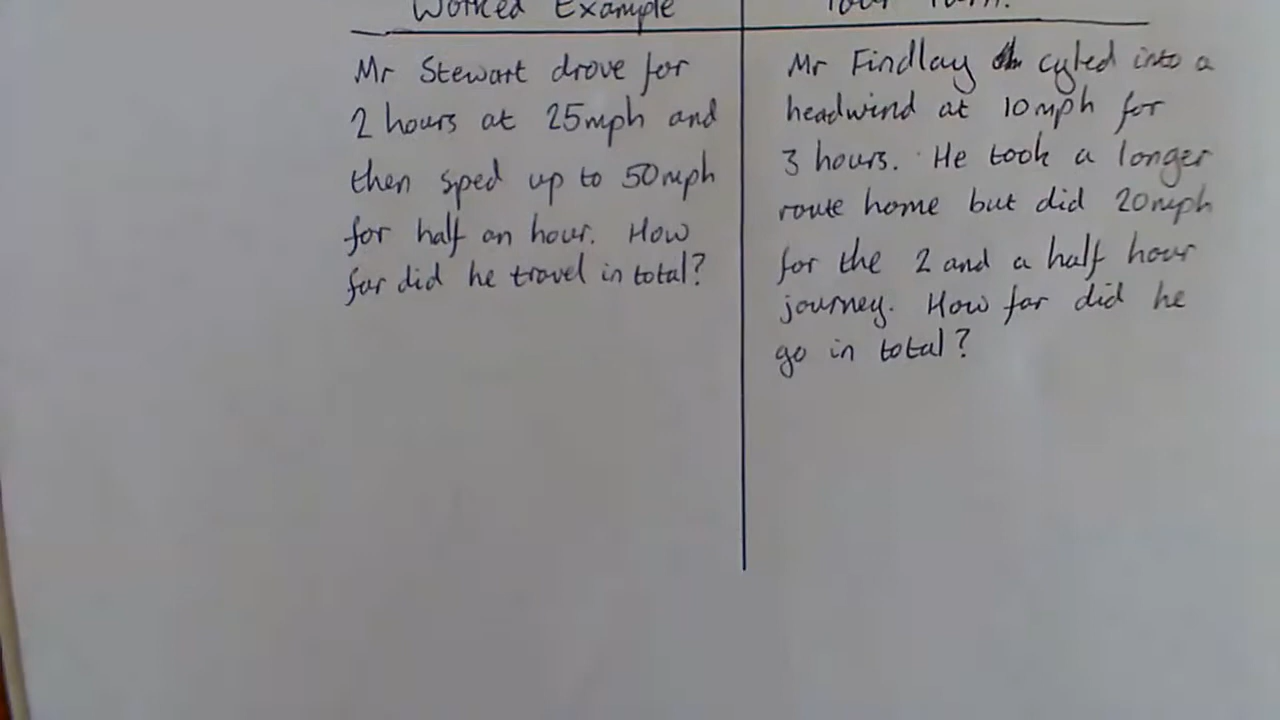 Worked Example
Mr Stewart drove for
2 hours at 25mph and
then sped up to 50mph
for half an hour. How
far did he travel in total?
Your Turn.
Mr Findlay cycled into a
headwind at 10mph for
3 hours. He took a longer
route home but did 20mph
for the 2 and a half hour
journey. How far did he
go in total?